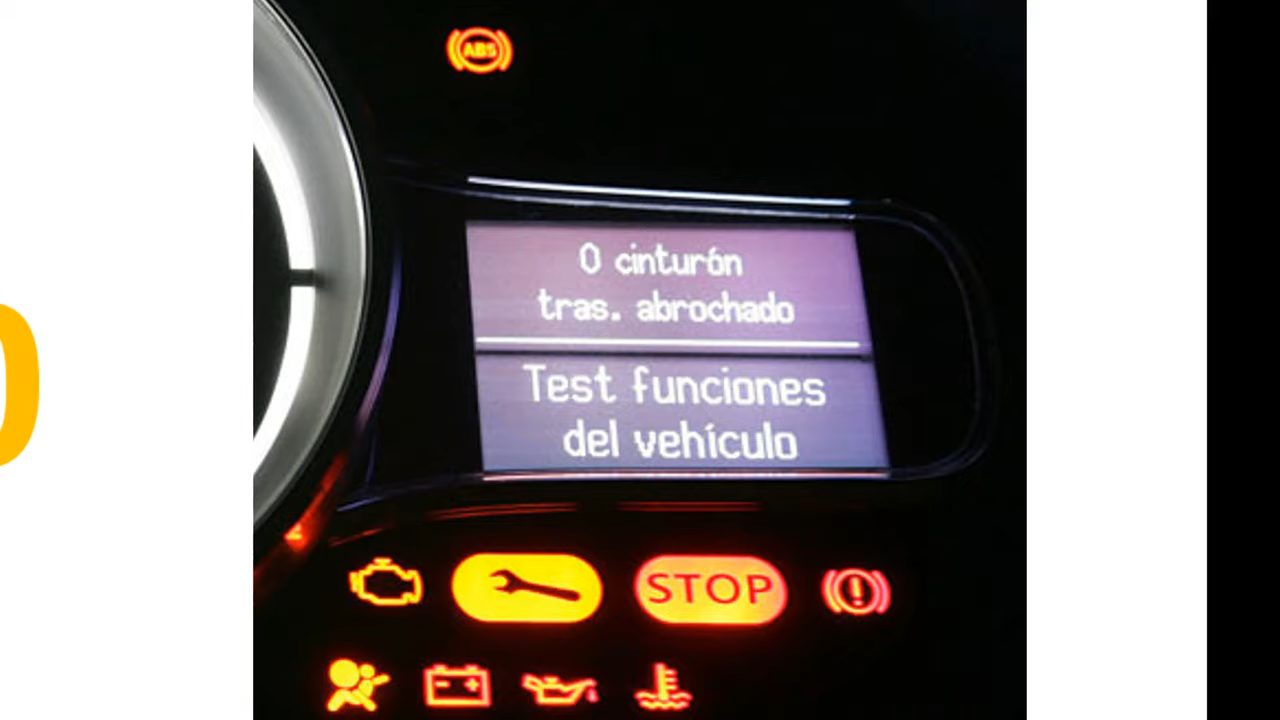 ABS
0 cinturón
tras. abrochado
Test funciones
del vehículo
STOP